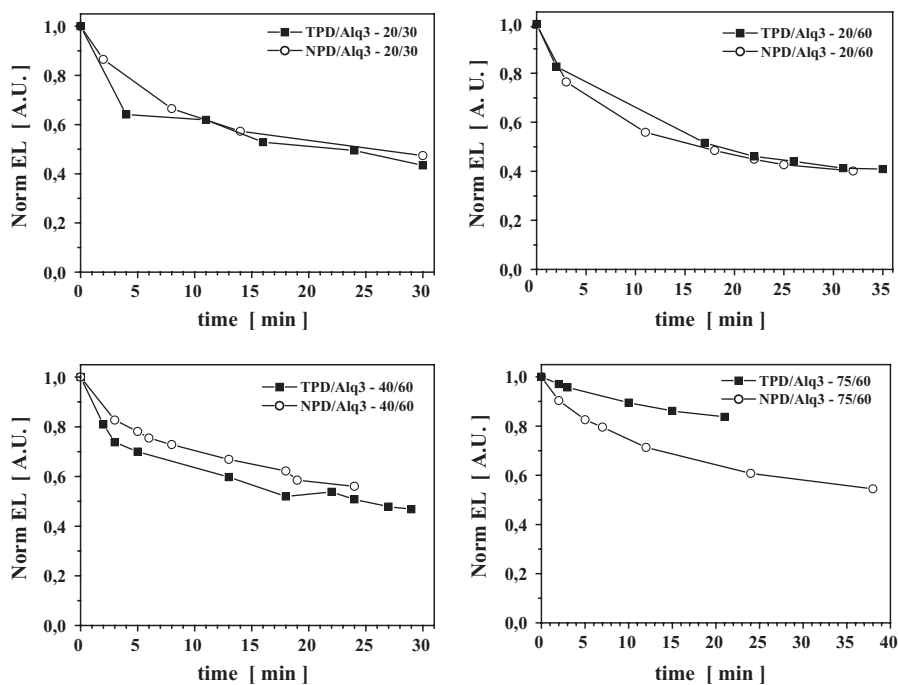 1,0
0,8
0,6
0,4
0,2
0,0
Norm EL [ A.U. ]
TPD/Alq3 - 20/30
NPD/Alq3 - 20/30
0 5 10 15 20 25 30
time [ min ]
1,0
0,8
0,6
0,4
0,2
0,0
Norm EL [ A. U. ]
TPD/Alq3 - 20/60
NPD/Alq3 - 20/60
0 5 10 15 20 25 30 35
time [ min ]
1,0
0,8
0,6
0,4
0,2
0,0
Norm EL [ A.U. ]
TPD/Alq3 - 40/60
NPD/Alq3 - 40/60
0 5 10 15 20 25 30
time [ min ]
1,0
0,8
0,6
0,4
0,2
0,0
Norm EL [ A.U. ]
TPD/Alq3 - 75/60
NPD/Alq3 - 75/60
0 5 10 15 20 25 30 35 40
time [ min ]